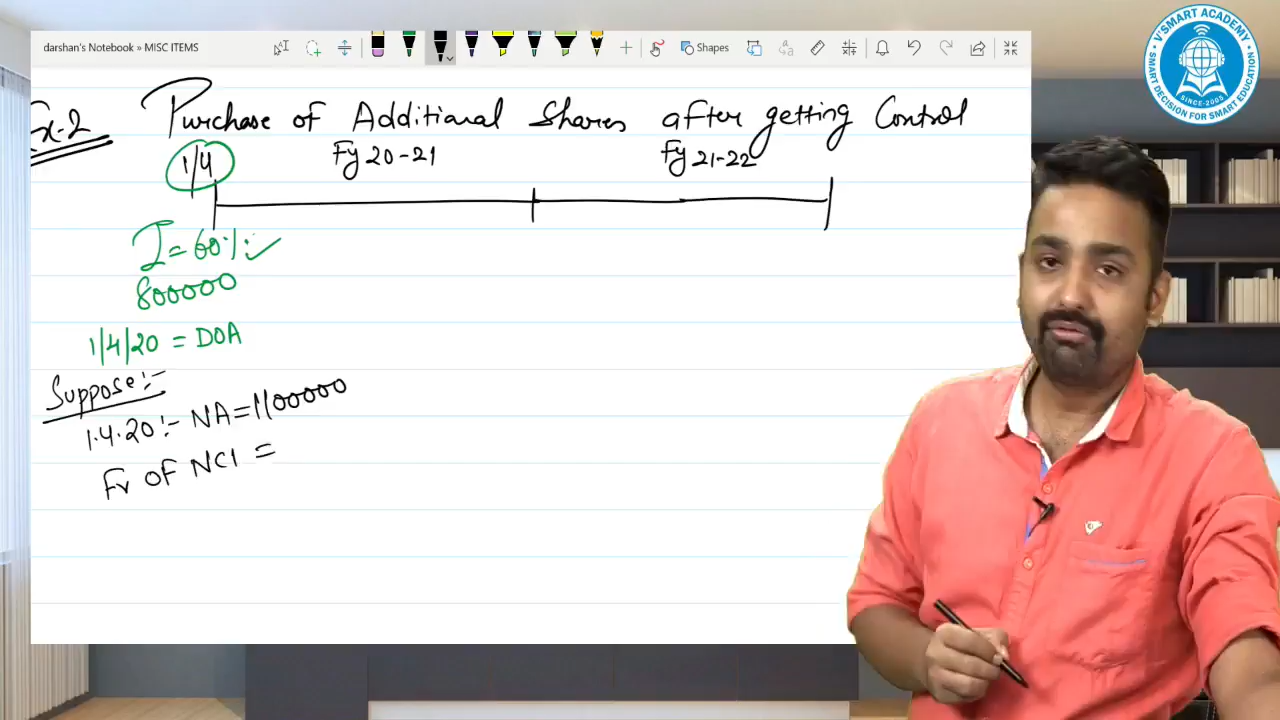 darshan's Notebook » MISC ITEMS
Shapes
V'SMART ACADEMY
SMART DECISION FOR SMART EDUCATION
SINCE-2005
Ex-2 Purchase of Additional Shares after getting Control
1/4 Fy 20-21 Fy 21-22
I = 60%
800000
1/4/20 = DOA
Suppose:-
1.4.20:- NA=1100000
Fv OF NCI =